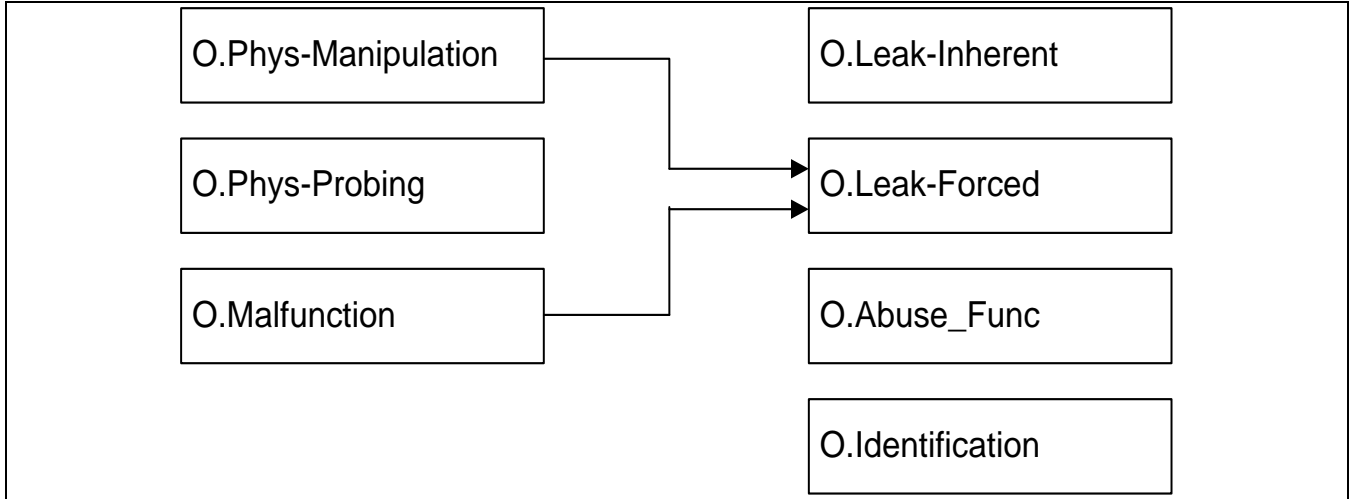 O.Phys-Manipulation
O.Leak-Inherent
O.Phys-Probing
O.Leak-Forced
O.Malfunction
O.Abuse_Func
O.Identification